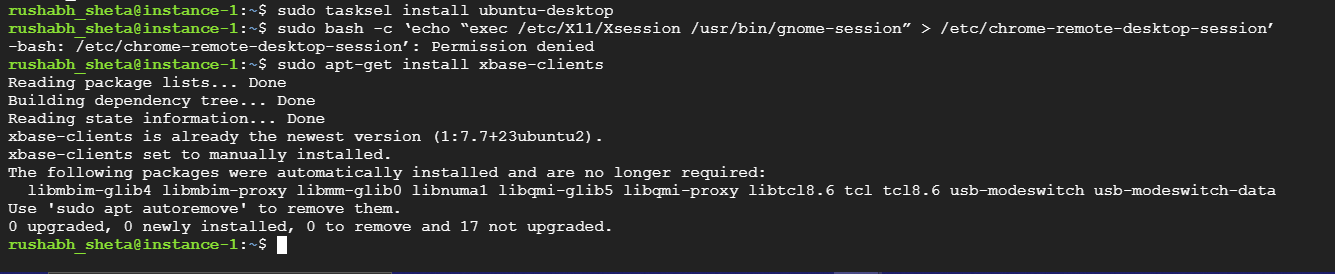 rushabh_sheta@instance-1:~$ sudo tasksel install ubuntu-desktop
rushabh_sheta@instance-1:~$ sudo bash -c ‘echo “exec /etc/X11/Xsession /usr/bin/gnome-session” > /etc/chrome-remote-desktop-session’
-bash: /etc/chrome-remote-desktop-session’: Permission denied
rushabh_sheta@instance-1:~$ sudo apt-get install xbase-clients
Reading package lists... Done
Building dependency tree... Done
Reading state information... Done
xbase-clients is already the newest version (1:7.7+23ubuntu2).
xbase-clients set to manually installed.
The following packages were automatically installed and are no longer required:
  libmbim-glib4 libmbim-proxy libmm-glib0 libnuma1 libqmi-glib5 libqmi-proxy libtcl8.6 tcl tcl8.6 usb-modeswitch usb-modeswitch-data
Use 'sudo apt autoremove' to remove them.
0 upgraded, 0 newly installed, 0 to remove and 17 not upgraded.
rushabh_sheta@instance-1:~$